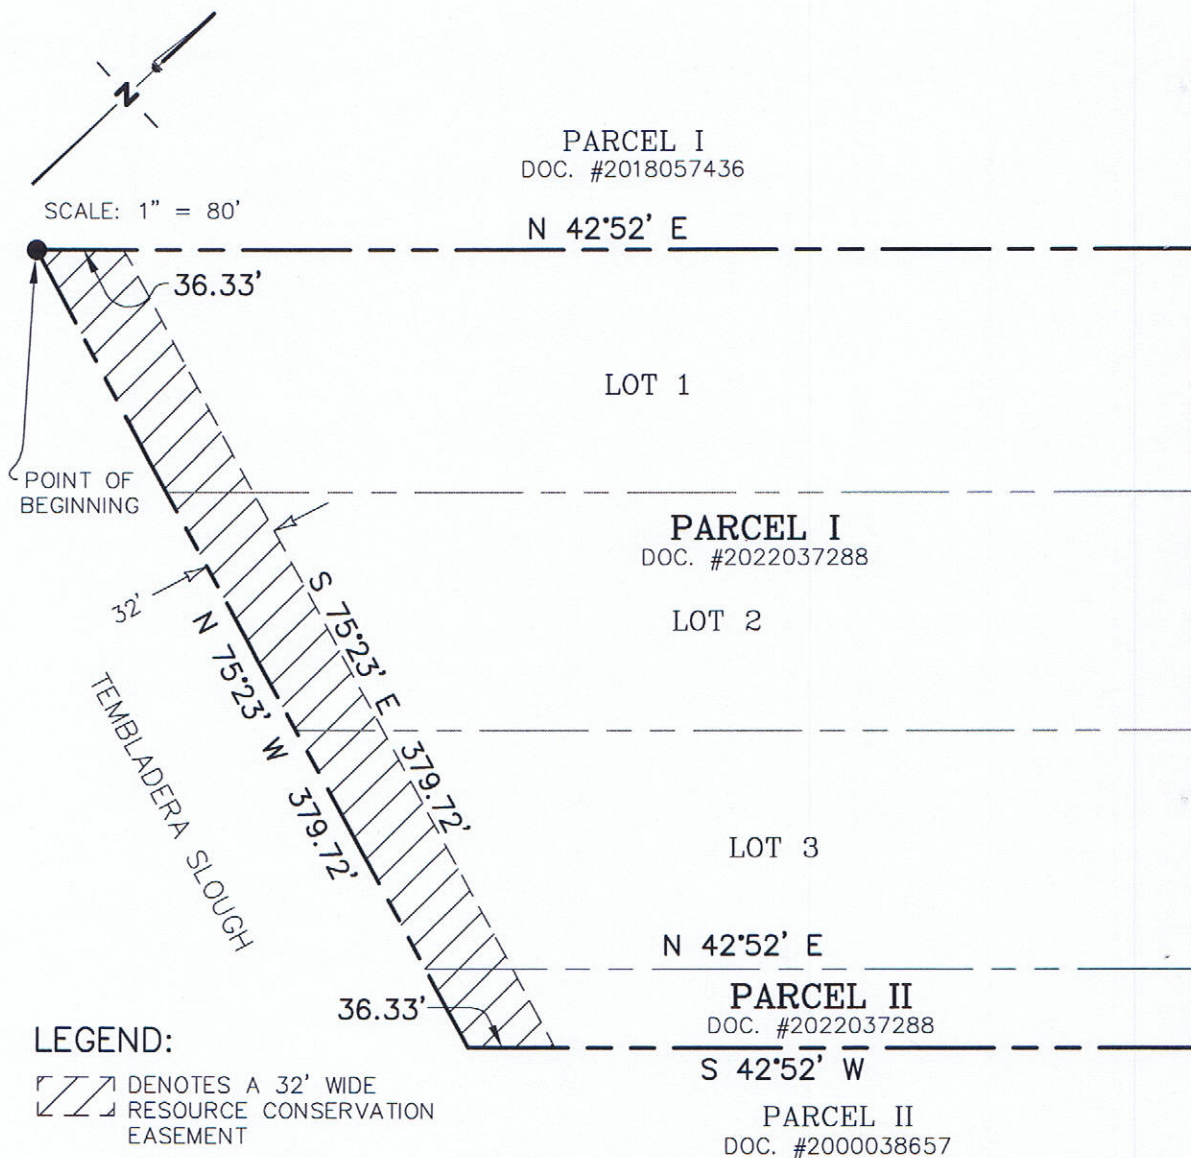 N
PARCEL I
DOC. #2018057436
SCALE: 1" = 80'
N 42°52' E
36.33'
LOT 1
POINT OF
BEGINNING
PARCEL I
DOC. #2022037288
32'
LOT 2
S 75°23' E 379.72'
N 75°23' W 379.72'
TEMBLADERA SLOUGH
LOT 3
N 42°52' E
PARCEL II
DOC. #2022037288
36.33'
S 42°52' W
PARCEL II
DOC. #2000038657
LEGEND:
DENOTES A 32' WIDE
RESOURCE CONSERVATION
EASEMENT